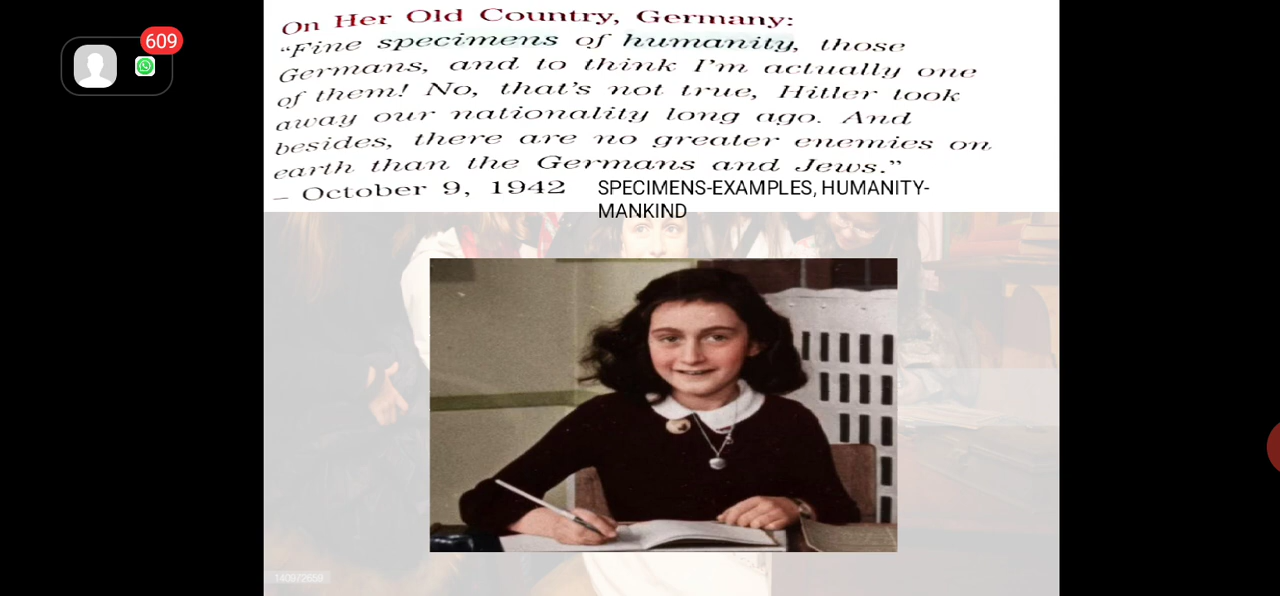 609
On Her Old Country, Germany:
“Fine specimens of humanity, those
Germans, and to think I’m actually one
of them! No, that’s not true, Hitler took
away our nationality long ago. And
besides, there are no greater enemies on
earth than the Germans and Jews.”
– October 9, 1942
SPECIMENS-EXAMPLES, HUMANITY-
MANKIND
140972659